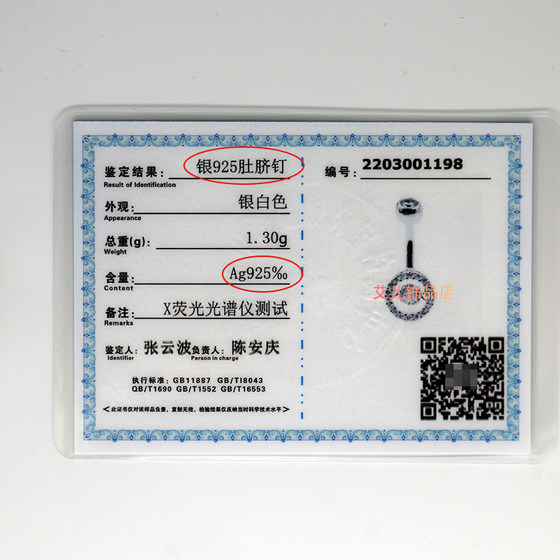 鉴定结果: 银925肚脐钉
Result of Identification
外观: 银白色
Appearance
总重(g): 1.30g
Weight
含量: Ag925‰
Content
备注: X荧光光谱仪测试
Remarks
鉴定人: 张云波 负责人: 陈安庆
Identifier Person in charge
执行标准: GB11887 GB/TI8043
QB/T1690 GB/T1552 GB/T16553
<此证书仅对该样品负责, 复制无效, 检验结果仅反映当时科学技术水平>
编号: 2203001198